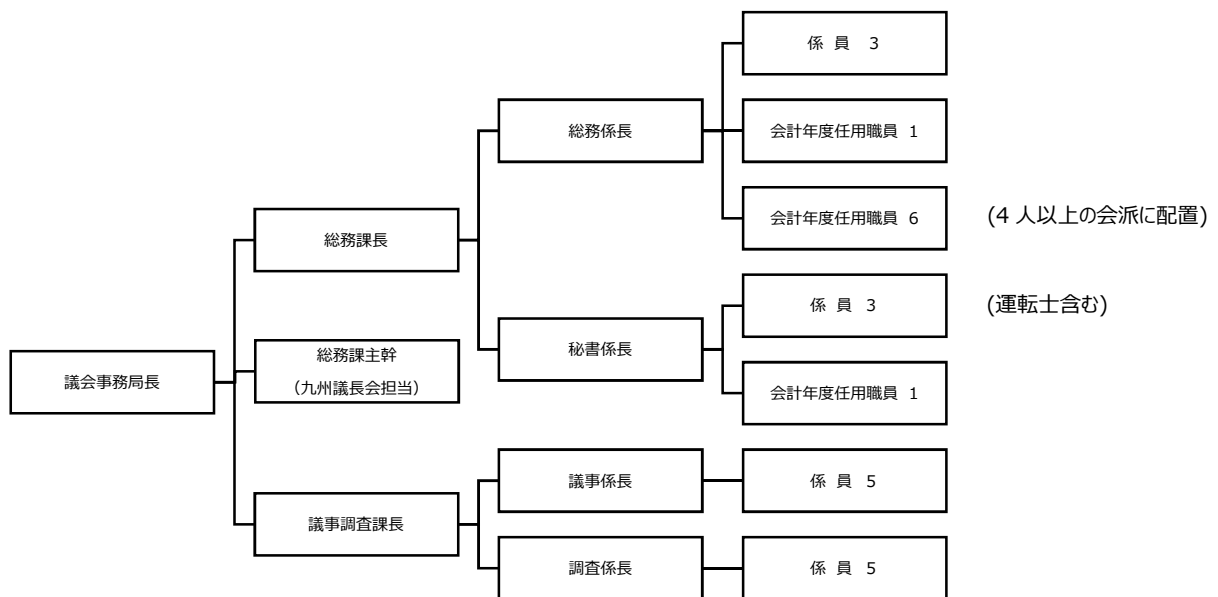 係 員 3
総務係長
会計年度任用職員 1
会計年度任用職員 6
(4 人以上の会派に配置)
総務課長
係 員 3
(運転士含む)
総務課主幹
(九州議長会担当)
秘書係長
議会事務局長
会計年度任用職員 1
議事係長
係 員 5
議事調査課長
調査係長
係 員 5